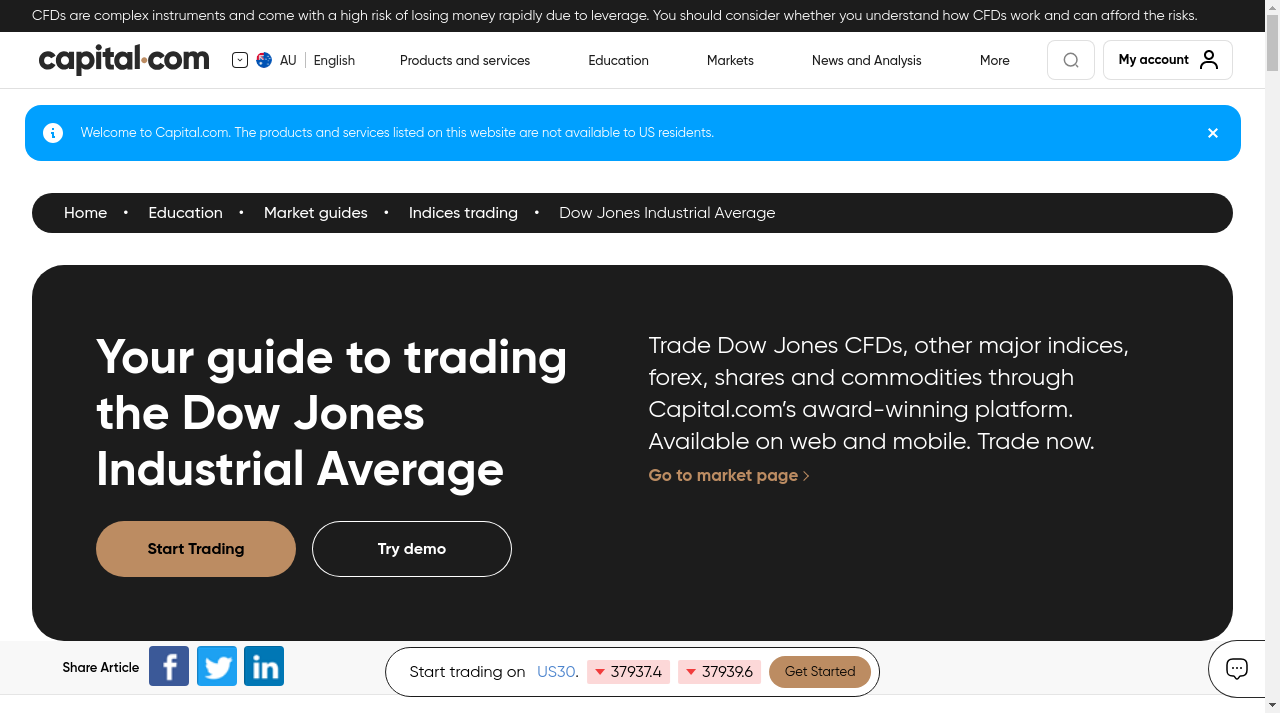 CFDs are complex instruments and come with a high risk of losing money rapidly due to leverage. You should consider whether you understand how CFDs work and can afford the risks.
capital.com AU English Products and services Education Markets News and Analysis More My account
Welcome to Capital.com. The products and services listed on this website are not available to US residents.
Home • Education • Market guides • Indices trading • Dow Jones Industrial Average
Your guide to trading
the Dow Jones
Industrial Average
Start Trading Try demo
Trade Dow Jones CFDs, other major indices,
forex, shares and commodities through
Capital.com’s award-winning platform.
Available on web and mobile. Trade now.
Go to market page
Share Article
Start trading on US30. 37937.4 37939.6 Get Started